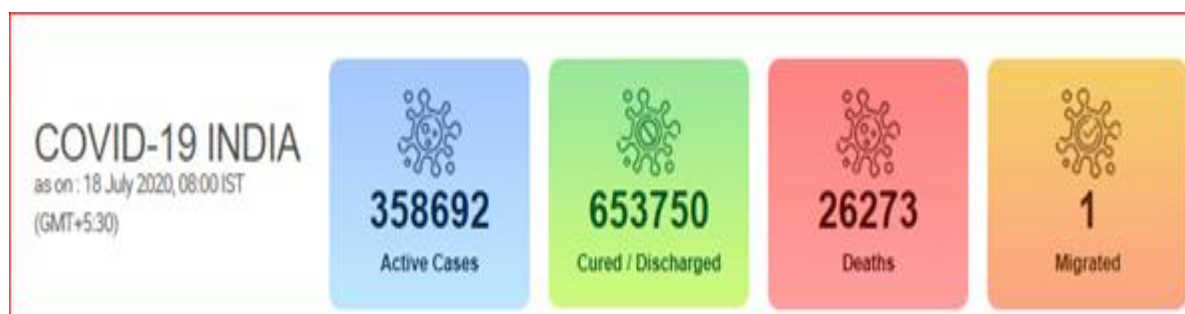 COVID-19 INDIA
as on : 18 July 2020, 08:00 IST
(GMT+5:30)
358692
Active Cases
653750
Cured / Discharged
26273
Deaths
1
Migrated